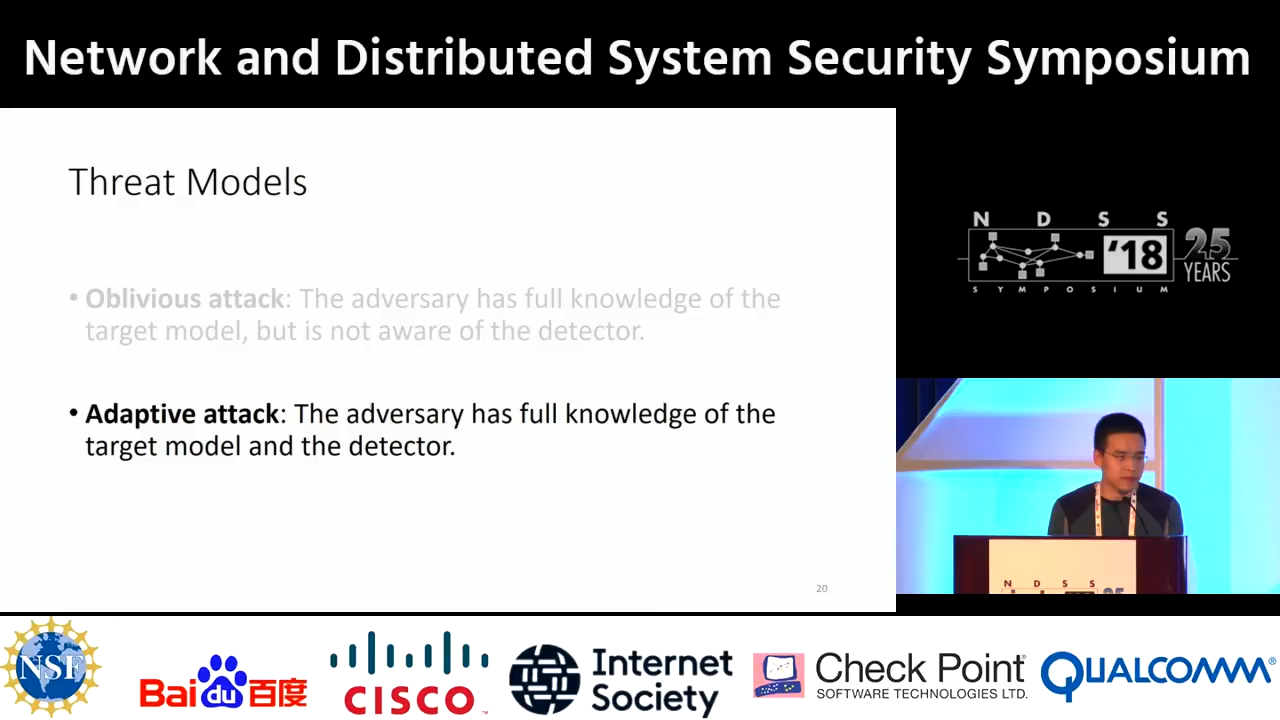 Network and Distributed System Security Symposium
Threat Models
• Oblivious attack: The adversary has full knowledge of the
target model, but is not aware of the detector.
• Adaptive attack: The adversary has full knowledge of the
target model and the detector.
20
N D S S
'18
25
YEARS
S Y M P O S I U M
N D S S
NSF
Bai du 百度
CISCO
Internet
Society
Check Point
SOFTWARE TECHNOLOGIES LTD.
QUALCOMM®